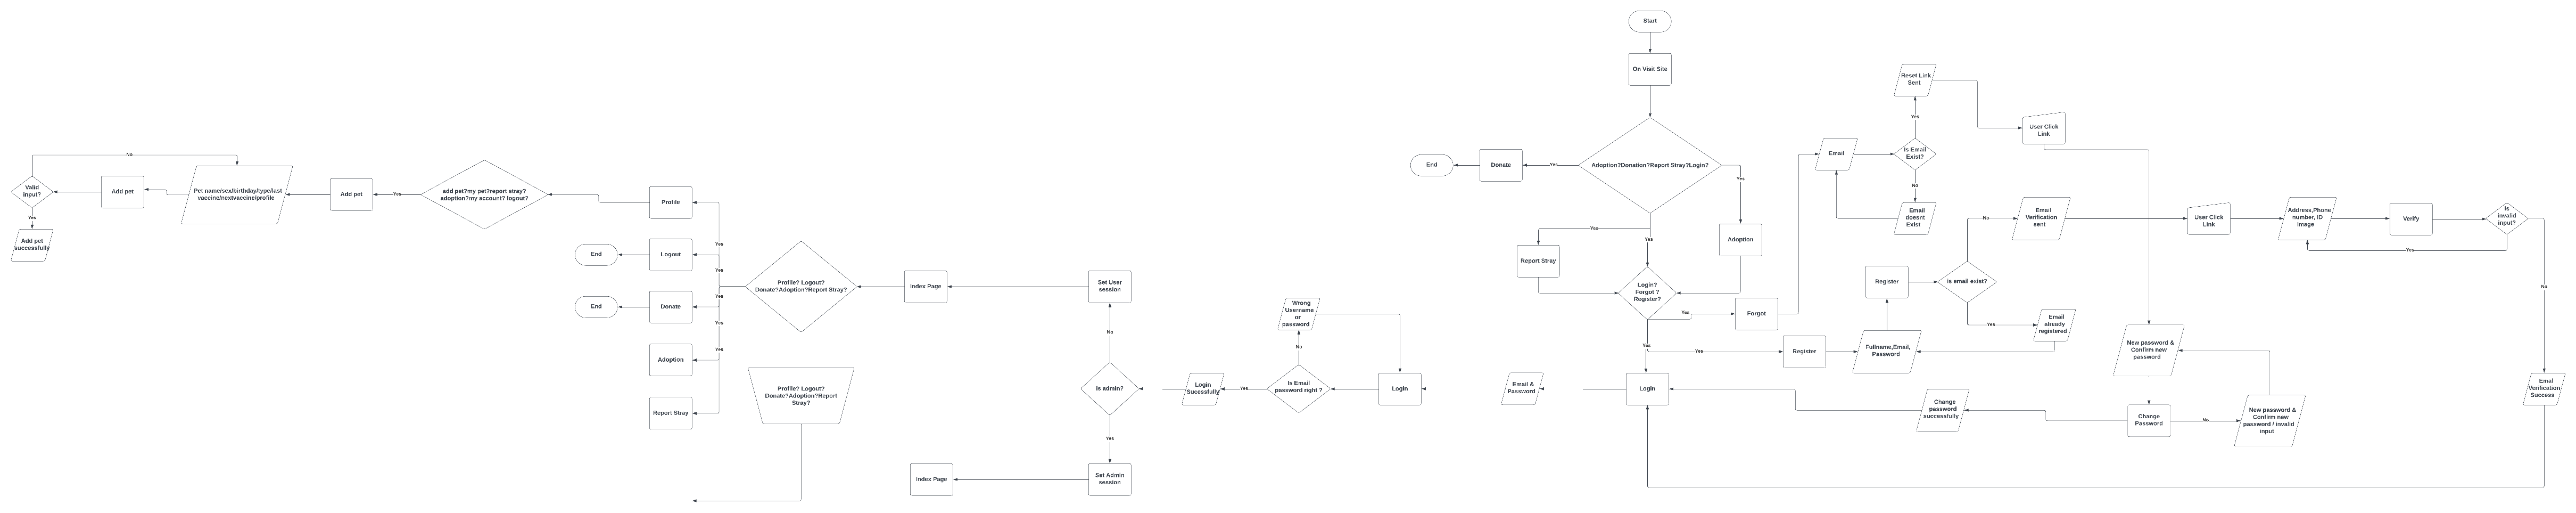 Start
On Visit Site
Adoption?Donation?Report Stray?Login?
Yes
Donate
End
Yes
Adoption
Yes
Report Stray
Yes
Login?
Forgot ?
Register?
Yes
Forgot
Email
Is Email
Exist?
Yes
Reset Link
Sent
User Click
Link
No
Email
doesnt
Exist
Yes
Register
Fullname,Email,
Password
Register
is email exist?
Yes
Email
already
registered
No
Email
Verification
sent
User Click
Link
Address,Phone
number, ID
Image
Verify
is
invalid
input?
Yes
No
Emal
Verification
Success
New password &
Confirm new
password
Change
Password
No
New password &
Confirm new
password / invalid
input
Change
password
successfully
Yes
Login
Email &
Password
Login
Is Email
password right ?
No
Wrong
Username
or
password
Yes
Login
Sucessfully
is admin?
No
Set User
session
Index Page
Yes
Set Admin
session
Index Page
Profile? Logout?
Donate?Adoption?Report Stray?
Profile? Logout?
Donate?Adoption?Report
Stray?
Yes
Yes
Yes
Yes
Yes
Profile
Logout
End
Donate
End
Adoption
Report Stray
add pet?my pet?report stray?
adoption?my account? logout?
Yes
Add pet
Pet name/sex/birthday/type/last
vaccine/nextvaccine/profile
Add pet
Valid
input?
No
Yes
Add pet
successfully